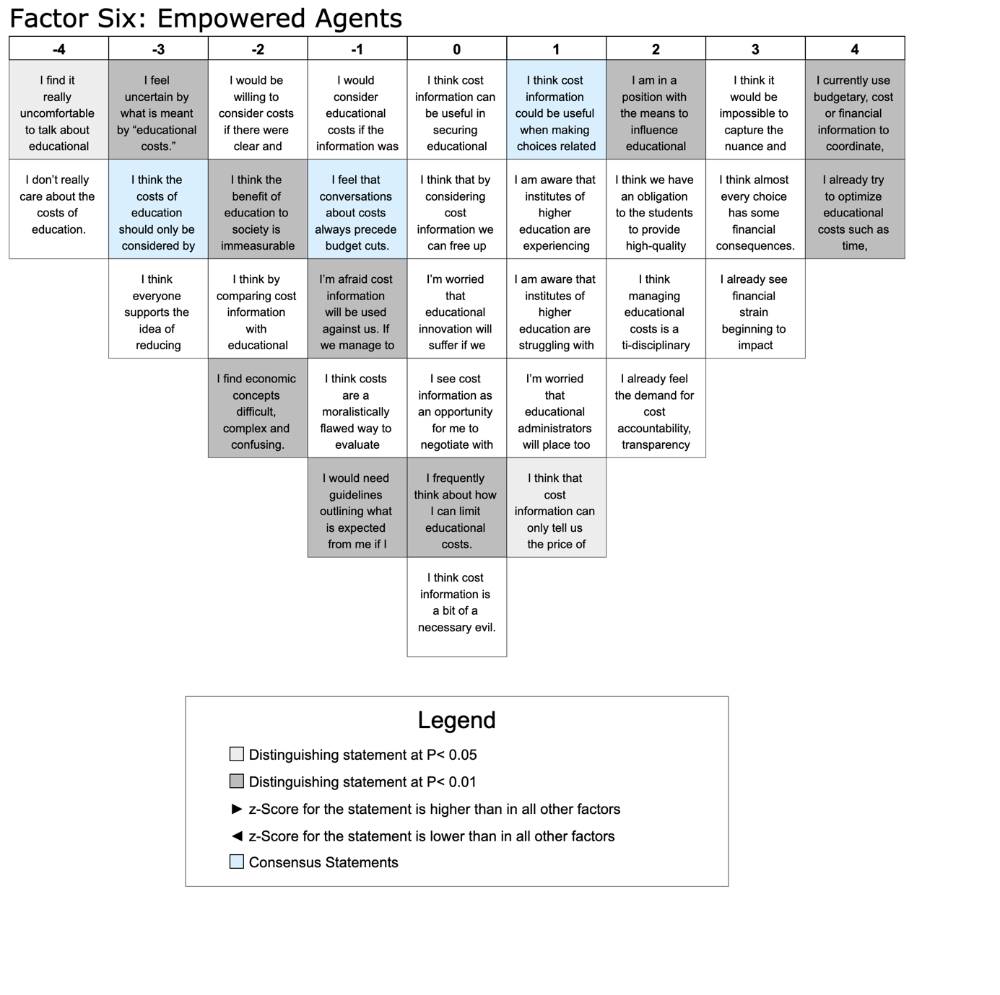 Factor Six: Empowered Agents
-4 -3 -2 -1 0 1 2 3 4
I find it
really
uncomfortable
to talk about
educational
I feel
uncertain by
what is meant
by “educational
costs.”
I would be
willing to
consider costs
if there were
clear and
I would
consider
educational
costs if the
information was
I think cost
information can
be useful in
securing
educational
I think cost
information
could be useful
when making
choices related
I am in a
position with
the means to
influence
educational
I think it
would be
impossible to
capture the
nuance and
I currently use
budgetary, cost
or financial
information to
coordinate,
I don’t really
care about the
costs of
education.
I think the
costs of
education
should only be
considered by
I think the
benefit of
education to
society is
immeasurable
I feel that
conversations
about costs
always precede
budget cuts.
I think that by
considering
cost
information we
can free up
I am aware that
institutes of
higher
education are
experiencing
I think we have
an obligation
to the students
to provide
high-quality
I think almost
every choice
has some
financial
consequences.
I already try
to optimize
educational
costs such as
time,
I think
everyone
supports the
idea of
reducing
I think by
comparing cost
information
with
educational
I’m afraid cost
information
will be used
against us. If
we manage to
I’m worried
that
educational
innovation will
suffer if we
I am aware that
institutes of
higher
education are
struggling with
I think
managing
educational
costs is a
ti-disciplinary
I already see
financial
strain
beginning to
impact
I find economic
concepts
difficult,
complex and
confusing.
I think costs
are a
moralistically
flawed way to
evaluate
I see cost
information as
an opportunity
for me to
negotiate with
I’m worried
that
educational
administrators
will place too
I already feel
the demand for
cost
accountability,
transparency
I would need
guidelines
outlining what
is expected
from me if I
I frequently
think about how
I can limit
educational
costs.
I think that
cost
information can
only tell us
the price of
I think cost
information is
a bit of a
necessary evil.
Legend
Distinguishing statement at P< 0.05
Distinguishing statement at P< 0.01
► z-Score for the statement is higher than in all other factors
◄ z-Score for the statement is lower than in all other factors
Consensus Statements